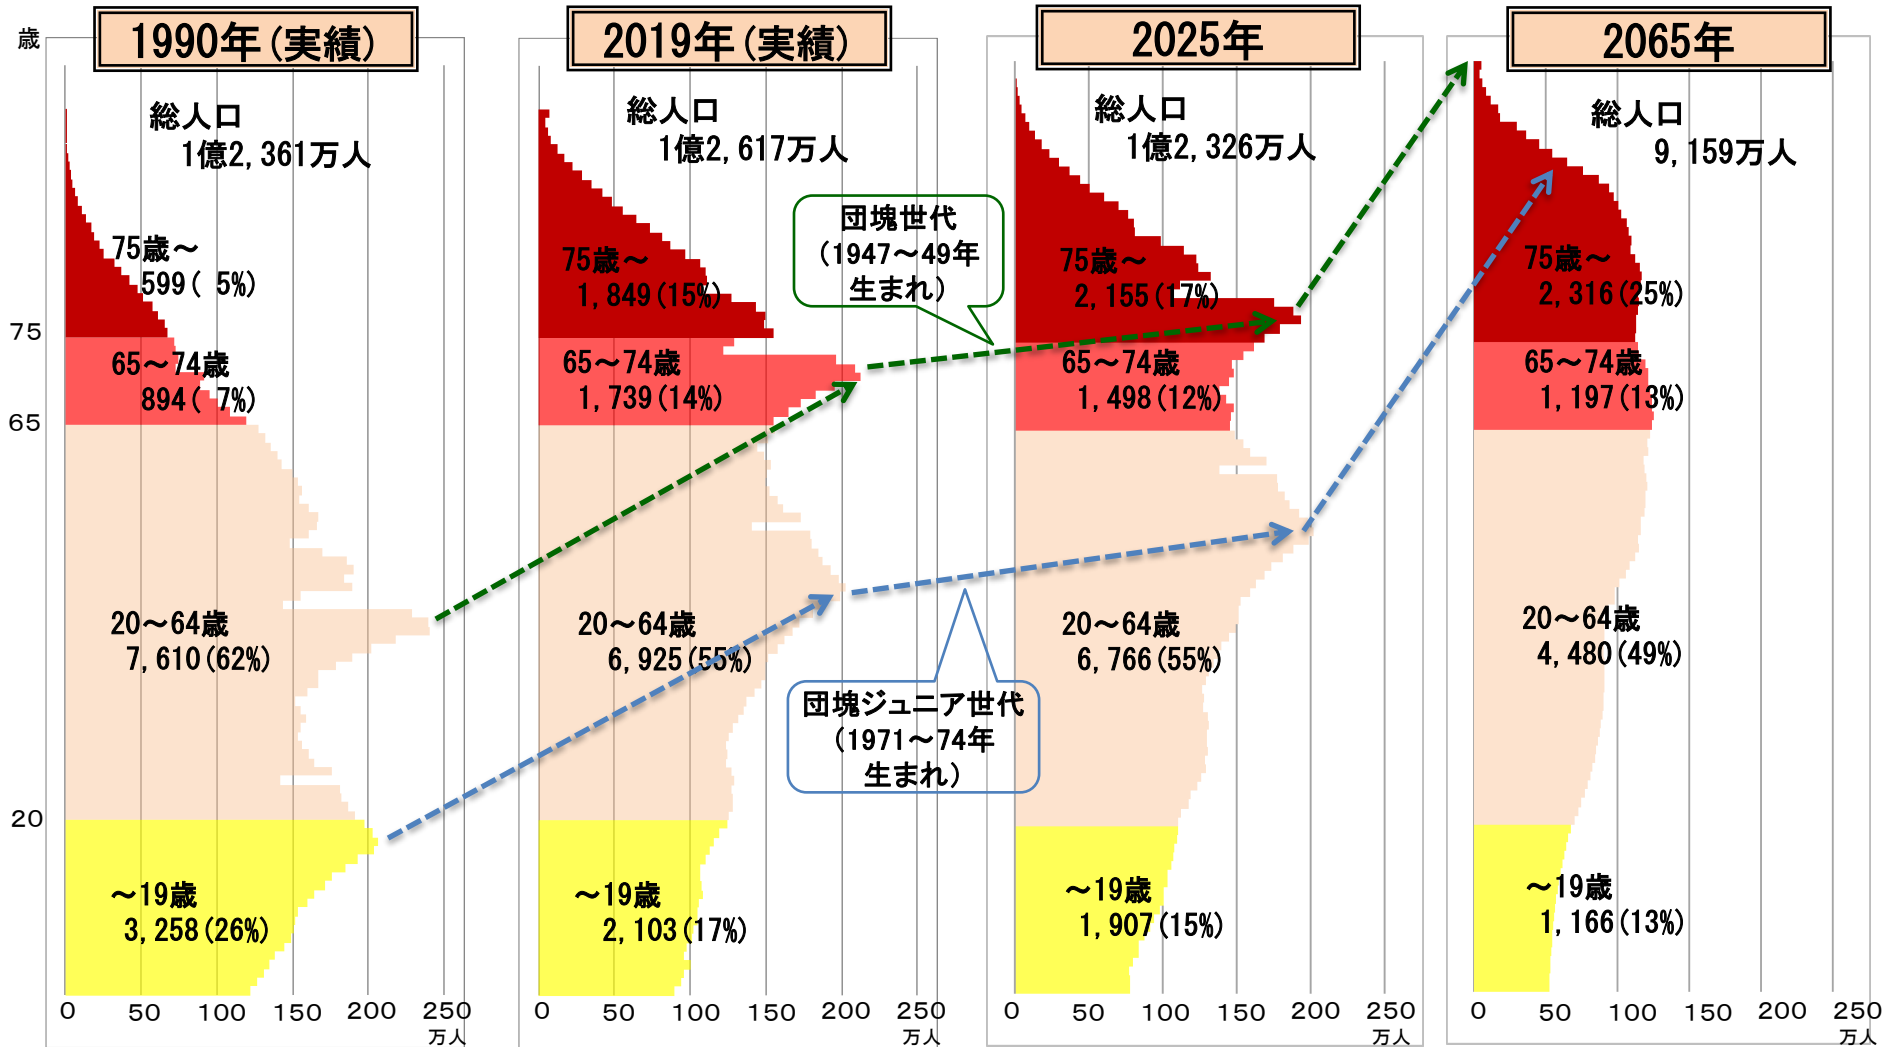 歳
1990年(実績)
総人口
1億2,361万人
75歳～
599( 5%)
75
65～74歳
894( 7%)
65
20～64歳
7,610(62%)
20
～19歳
3,258(26%)
0 50 100 150 200 250
万人
2019年(実績)
総人口
1億2,617万人
75歳～
1,849(15%)
65～74歳
1,739(14%)
20～64歳
6,925(55%)
～19歳
2,103(17%)
0 50 100 150 200 250
万人
団塊世代
(1947～49年
生まれ)
団塊ジュニア世代
(1971～74年
生まれ)
2025年
総人口
1億2,326万人
75歳～
2,155(17%)
65～74歳
1,498(12%)
20～64歳
6,766(55%)
～19歳
1,907(15%)
0 50 100 150 200 250
万人
2065年
総人口
9,159万人
75歳～
2,316(25%)
65～74歳
1,197(13%)
20～64歳
4,480(49%)
～19歳
1,166(13%)
0 50 100 150 200 250
万人